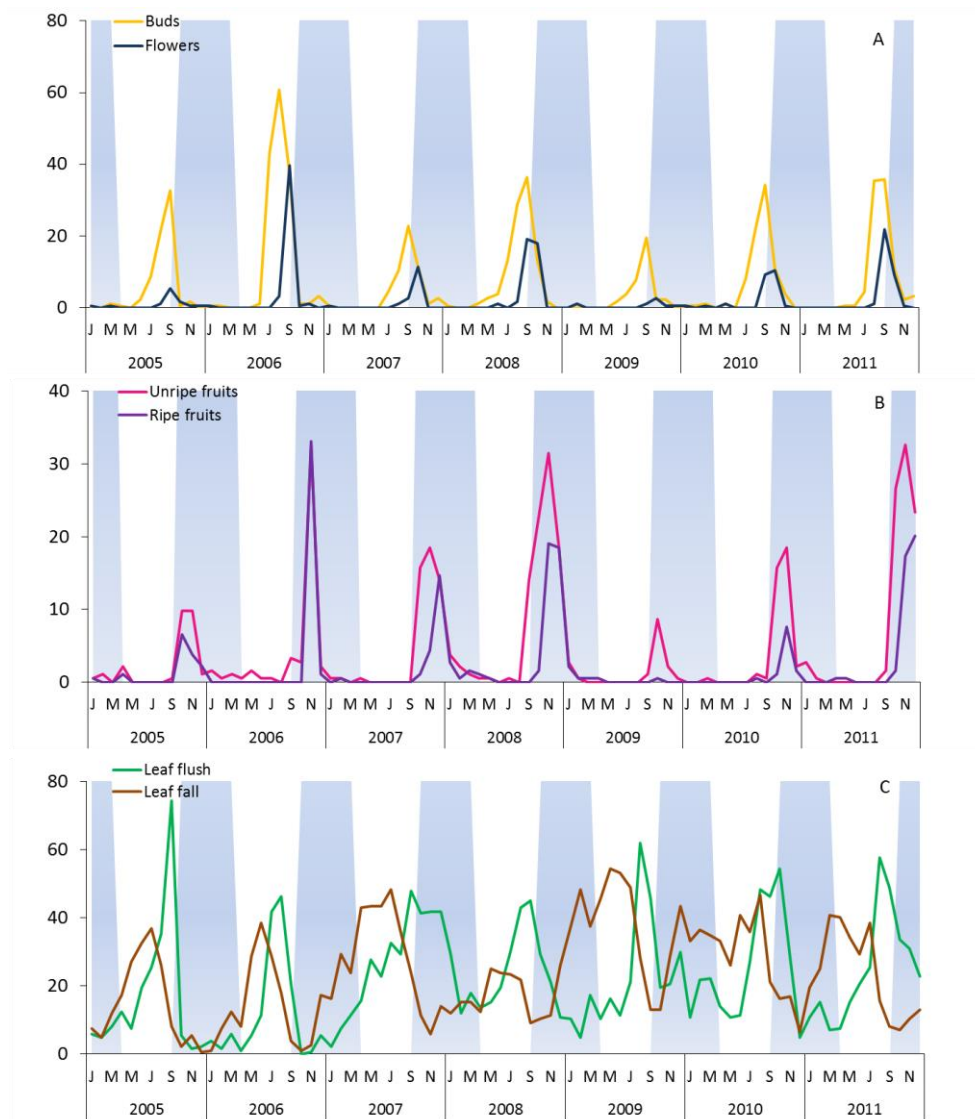 80
60
40
20
0
Buds
Flowers
A
J M M J S N J M M J S N J M M J S N J M M J S N J M M J S N J M M J S N J M M J S N
2005 2006 2007 2008 2009 2010 2011
40
30
20
10
0
Unripe fruits
Ripe fruits
B
J M M J S N J M M J S N J M M J S N J M M J S N J M M J S N J M M J S N J M M J S N
2005 2006 2007 2008 2009 2010 2011
80
60
40
20
0
Leaf flush
Leaf fall
C
J M M J S N J M M J S N J M M J S N J M M J S N J M M J S N J M M J S N J M M J S N
2005 2006 2007 2008 2009 2010 2011